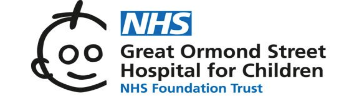 NHS
Great Ormond Street
Hospital for Children
NHS Foundation Trust